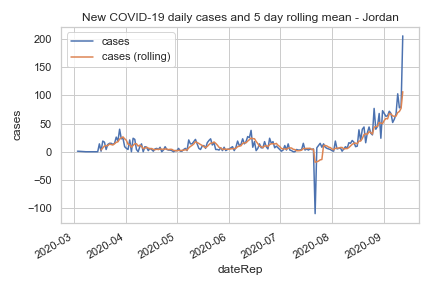 New COVID-19 daily cases and 5 day rolling mean - Jordan
cases
cases (rolling)
200
150
100
50
0
−50
−100
cases
2020-03
2020-04
2020-05
2020-06
2020-07
2020-08
2020-09
dateRep